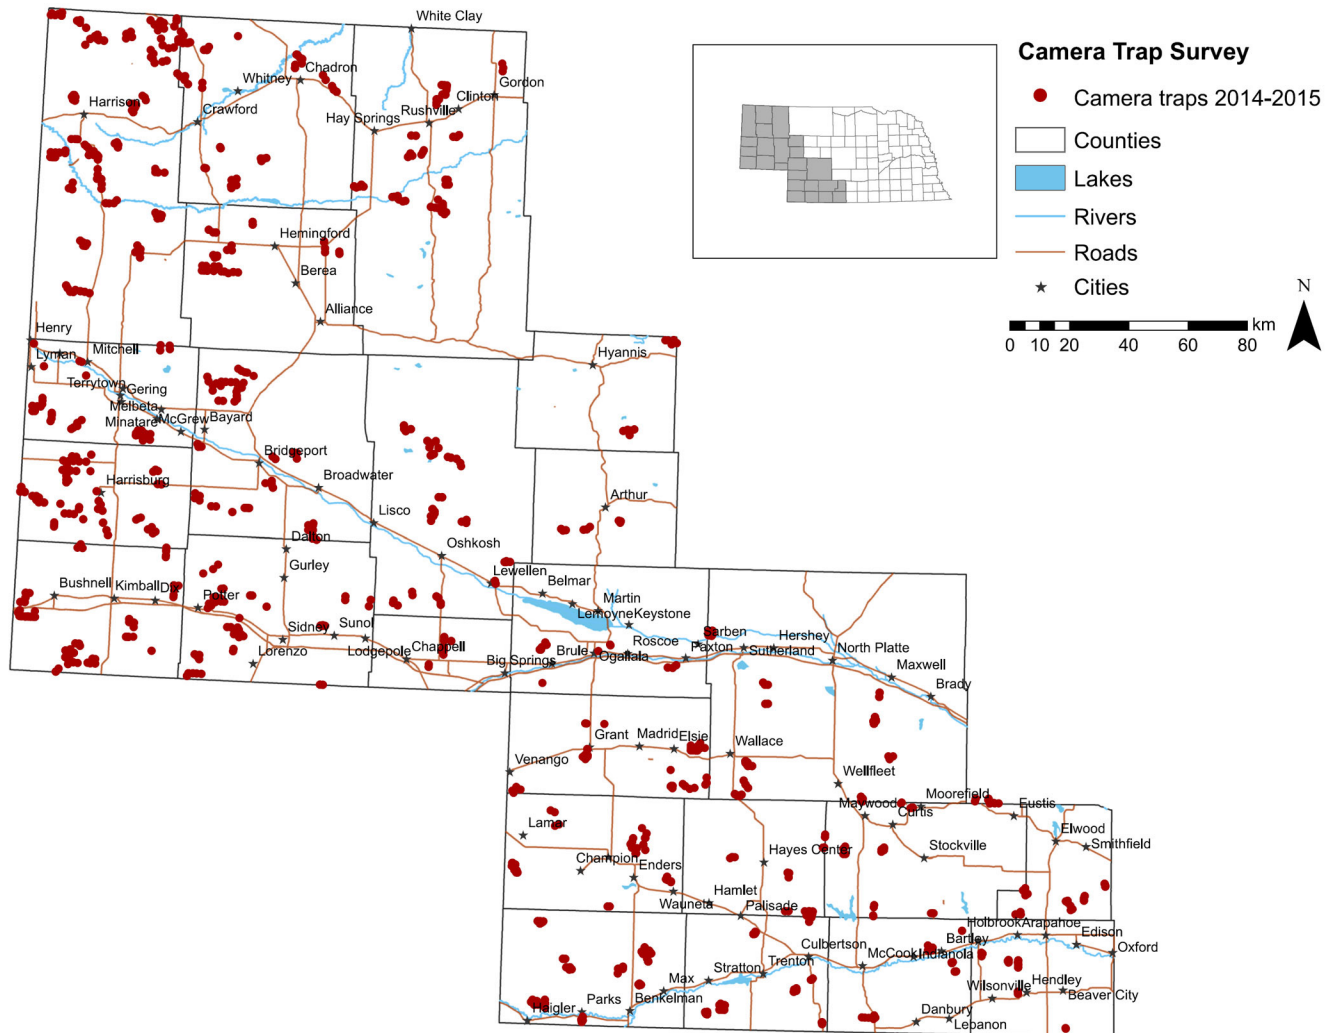 White Clay
Camera Trap Survey
Camera traps 2014-2015
Counties
Lakes
Rivers
Roads
Cities
N
km
0 10 20 40 60 80
Chadron
Whitney
Gordon
Clinton
Harrison
Crawford
Hay Springs
Rushville
Hemingford
Berea
Alliance
Henry
Lyman
Mitchell
Hyannis
Terrytown
Gering
Melbeta
Minatare
McGrew
Bayard
Bridgeport
Harrisburg
Broadwater
Arthur
Lisco
Dalton
Oshkosh
Gurley
Lewellen
Belmar
Bushnell
Kimball
Dix
Potter
Martin
Lemoyne
Keystone
Sidney
Sunol
Lorenzo
Lodgepole
Chappell
Big Springs
Brule
Ogallala
Roscoe
Paxton
Sarben
Sutherland
Hershey
North Platte
Maxwell
Brady
Grant
Madrid
Elsie
Wallace
Venango
Wellfleet
Maywood
Curtis
Moorefield
Eustis
Elwood
Smithfield
Lamar
Champion
Enders
Hayes Center
Stockville
Wauneta
Hamlet
Palisade
Holbrook
Arapahoe
Edison
Oxford
Culbertson
McCook
Indianola
Bartley
Trenton
Stratton
Max
Benkelman
Parks
Haigler
Wilsonville
Hendley
Beaver City
Danbury
Lebanon